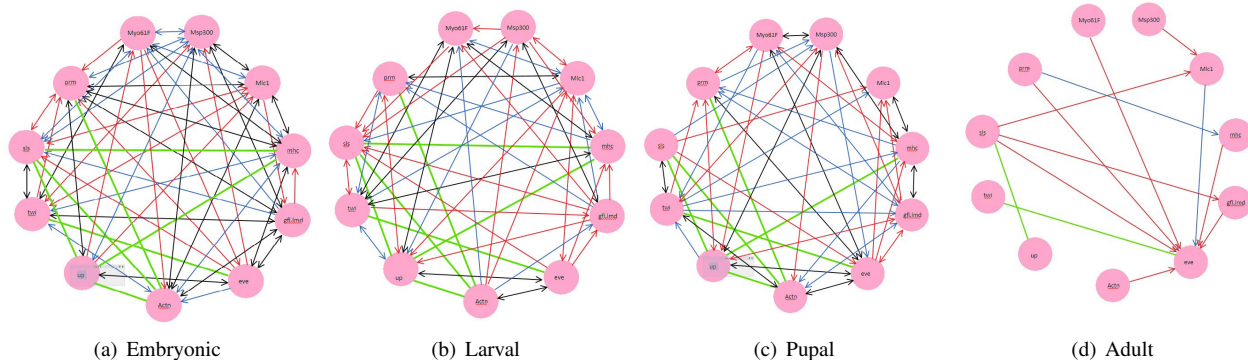 Myo61F Msp300
prm Mlc1
sls mhc
twi gfl.lmd
up eve
Actn
(a) Embryonic
Myo61F Msp300
prm Mlc1
sls mhc
twi gfl.lmd
up eve
Actn
(b) Larval
Myo61F Msp300
prm Mlc1
sls mhc
twi gfl.lmd
up eve
Actn
(c) Pupal
Myo61F Msp300
prm Mlc1
sls mhc
twi gfl.lmd
up eve
Actn
(d) Adult